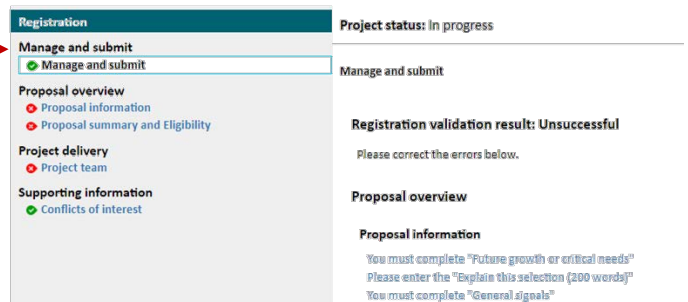 Registration
Manage and submit
Manage and submit
Proposal overview
Proposal information
Proposal summary and Eligibility
Project delivery
Project team
Supporting information
Conflicts of interest
Project status: In progress
Manage and submit
Registration validation result: Unsuccessful
Please correct the errors below.
Proposal overview
Proposal information
You must complete "Future growth or critical needs"
Please enter the "Explain this selection (200 words)"
You must complete "General signals"